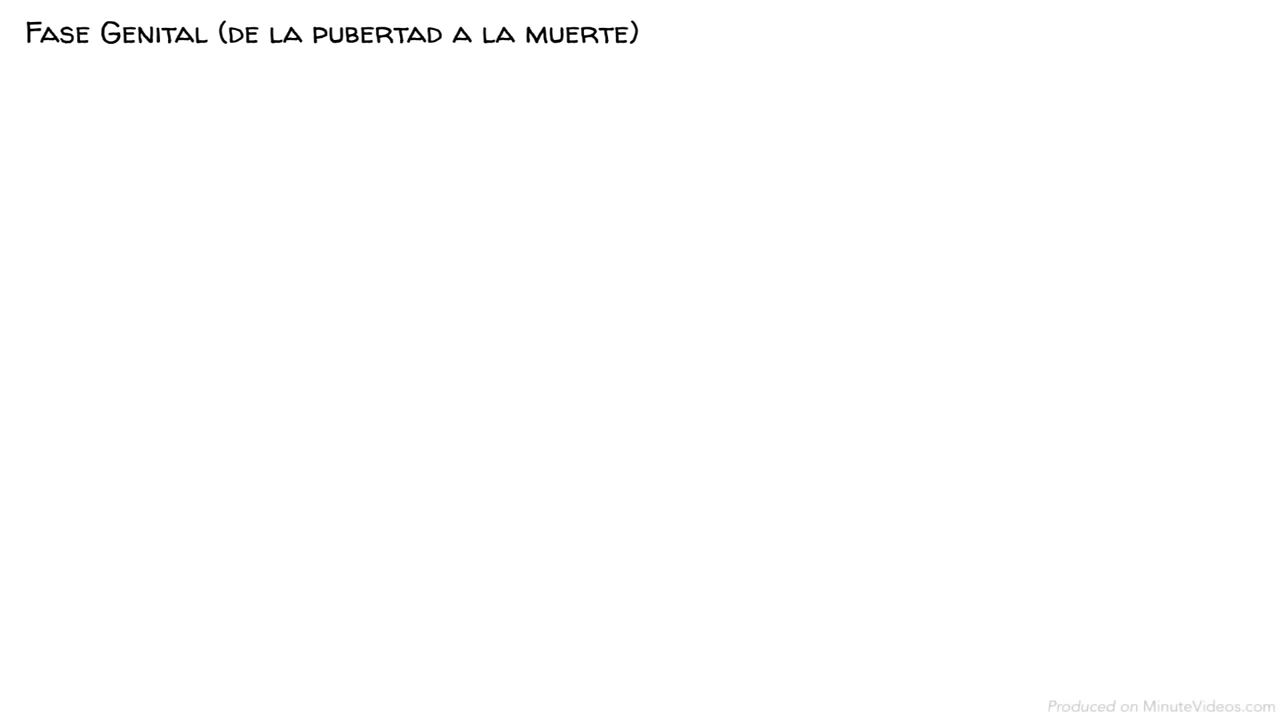 Fase Genital (de la pubertad a la muerte)
Produced on MinuteVideos.com